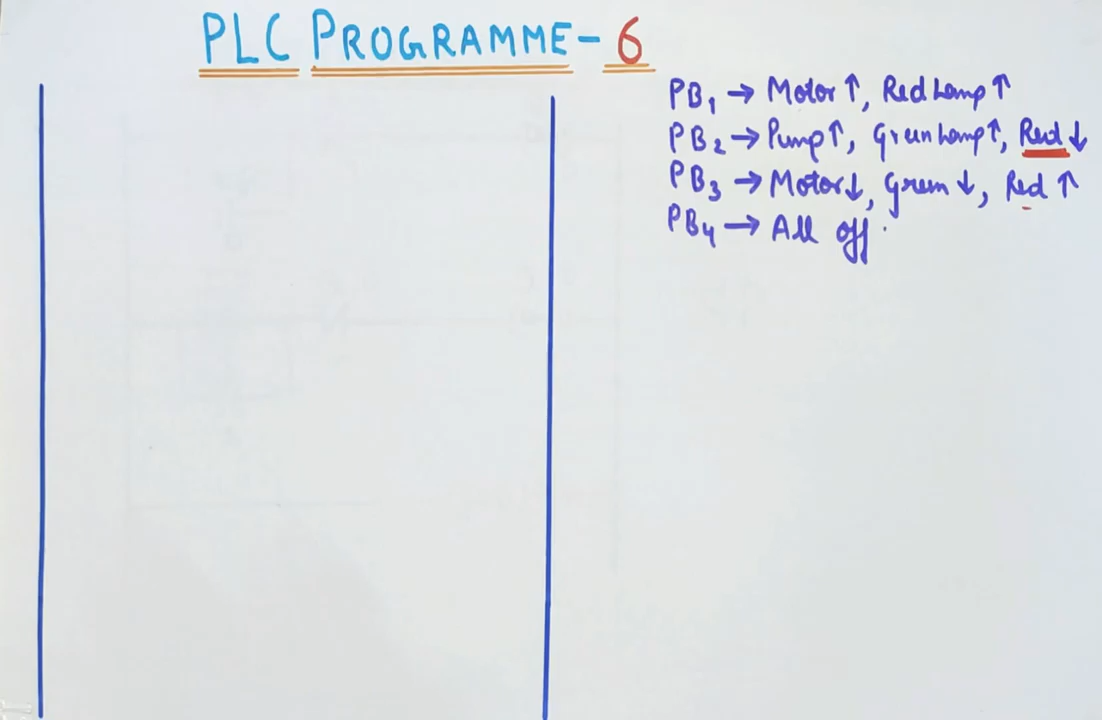 PLC PROGRAMME - 6
PB1 → Motor ↑, Red Lamp ↑
PB2 → Pump ↑, Green Lamp ↑, Red ↓
PB3 → Motor ↓, Green ↓, Red ↑
PB4 → All off